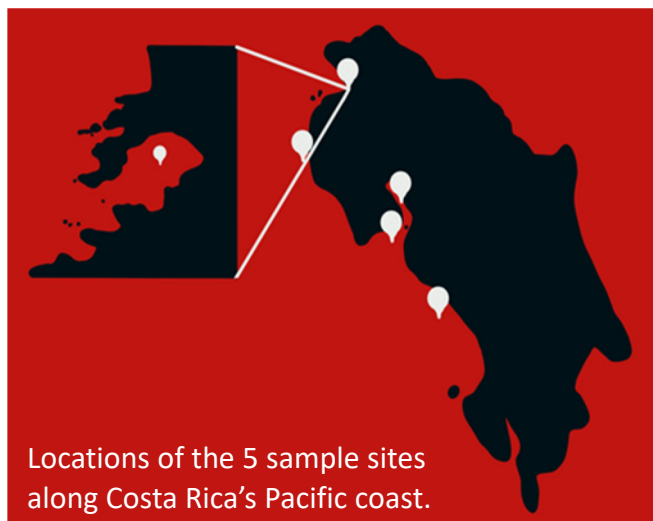 Locations of the 5 sample sites
along Costa Rica’s Pacific coast.